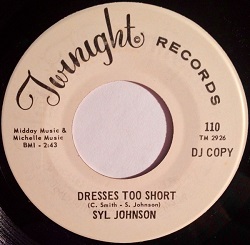 Twinight
RECORDS
Midday Music &
Michelle Music
BMI - 2:43
110
TM 2926
DJ COPY
DRESSES TOO SHORT
(C. Smith - S. Johnson)
SYL JOHNSON